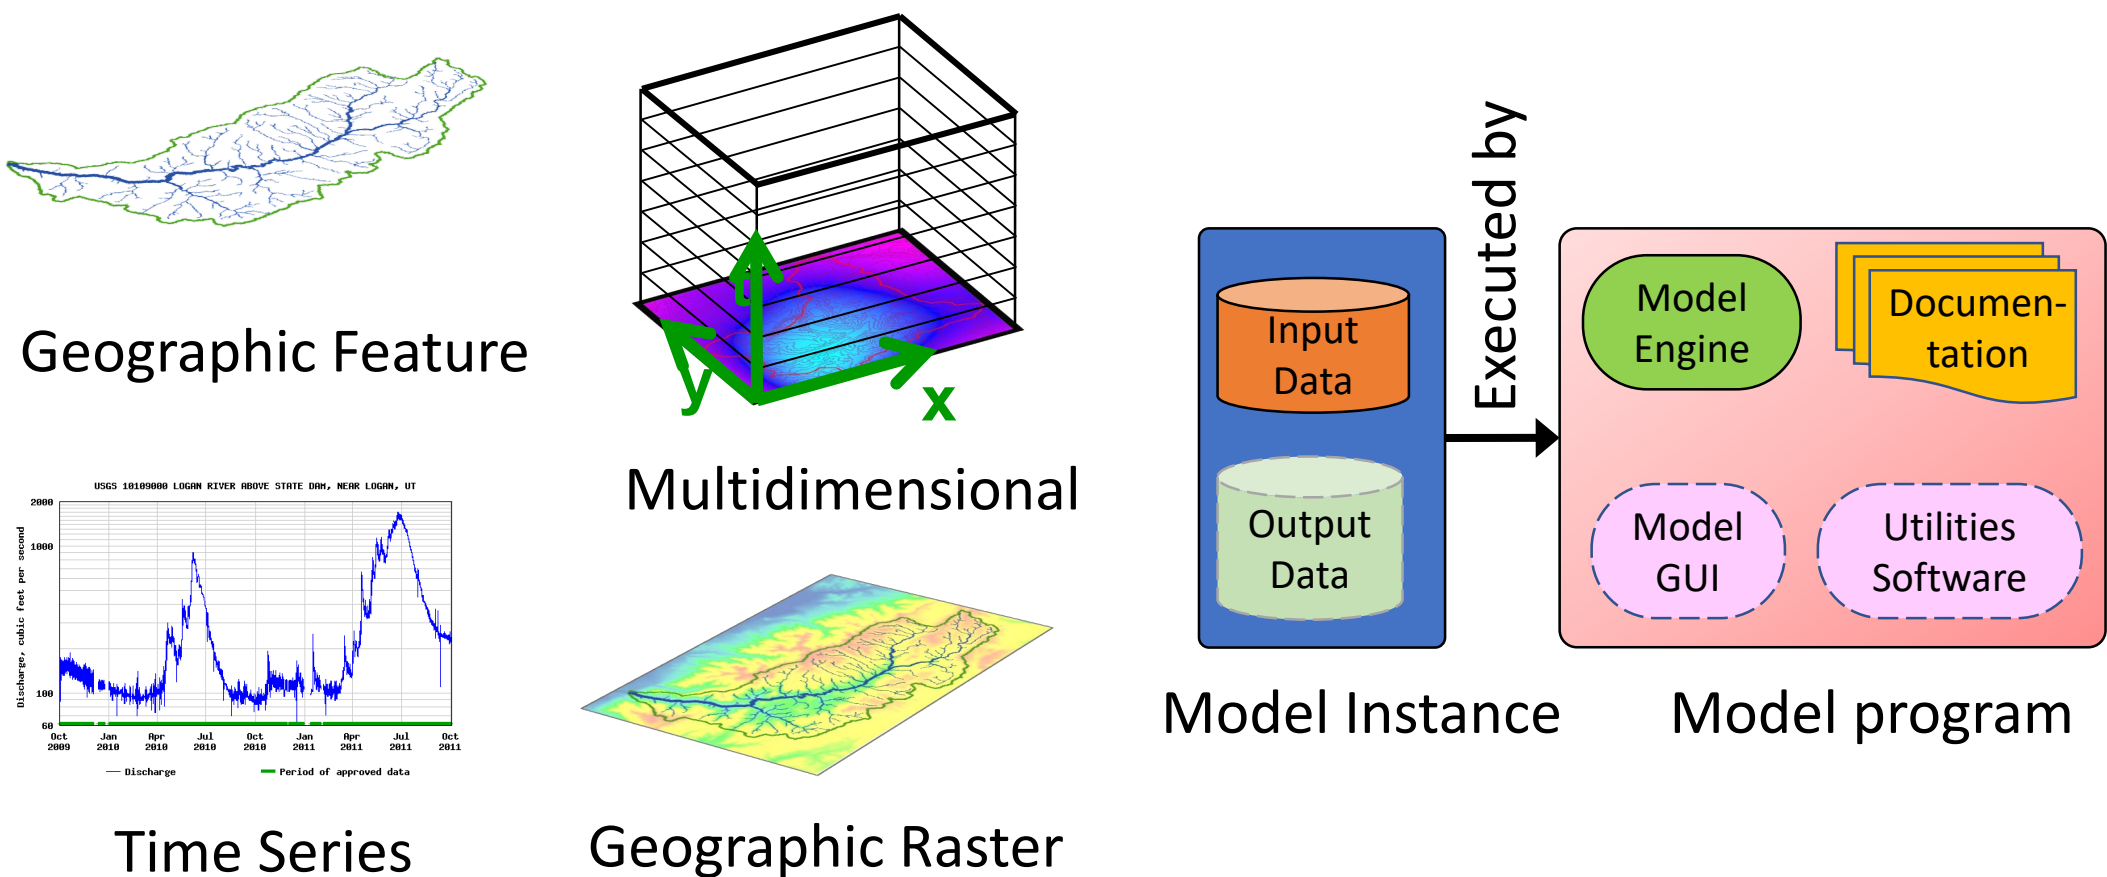 Geographic Feature
t
y
x
Multidimensional
USGS 10109000 LOGAN RIVER ABOVE STATE DAM, NEAR LOGAN, UT
Discharge, cubic feet per second
2000
1000
100
60
Oct Jan Apr Jul Oct Jan Apr Jul Oct
2009 2010 2010 2010 2010 2011 2011 2011 2011
Discharge
Period of approved data
Time Series
Geographic Raster
Input
Data
Output
Data
Model Instance
Executed by
Model
Engine
Documen-
tation
Model
GUI
Utilities
Software
Model program